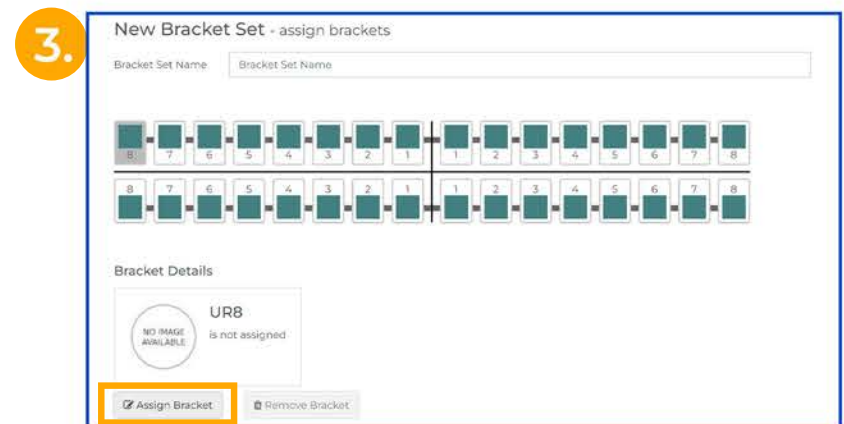 3.
New Bracket Set - assign brackets
Bracket Set Name Bracket Set Name
8 7 6 5 4 3 2 1 1 2 3 4 5 6 7 8
8 7 6 5 4 3 2 1 1 2 3 4 5 6 7 8
Bracket Details
UR8
NO IMAGE AVAILABLE
is not assigned
Assign Bracket Remove Bracket